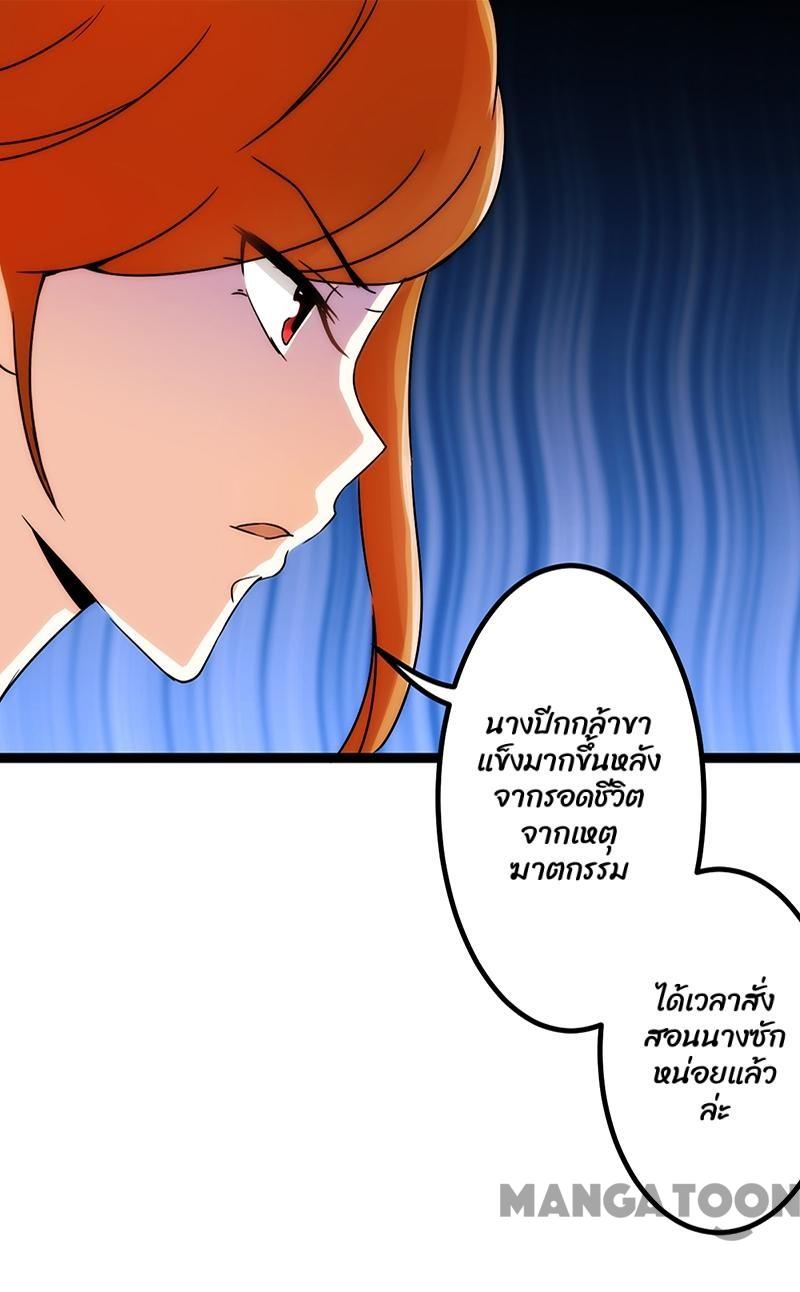 นางปีกกล้าขา
แข็งมากขึ้นหลัง
จากรอดชีวิต
จากเหตุ
ฆาตกรรม
ได้เวลาสั่ง
สอนนางซัก
หน่อยแล้ว
ล่ะ
MANGATOON